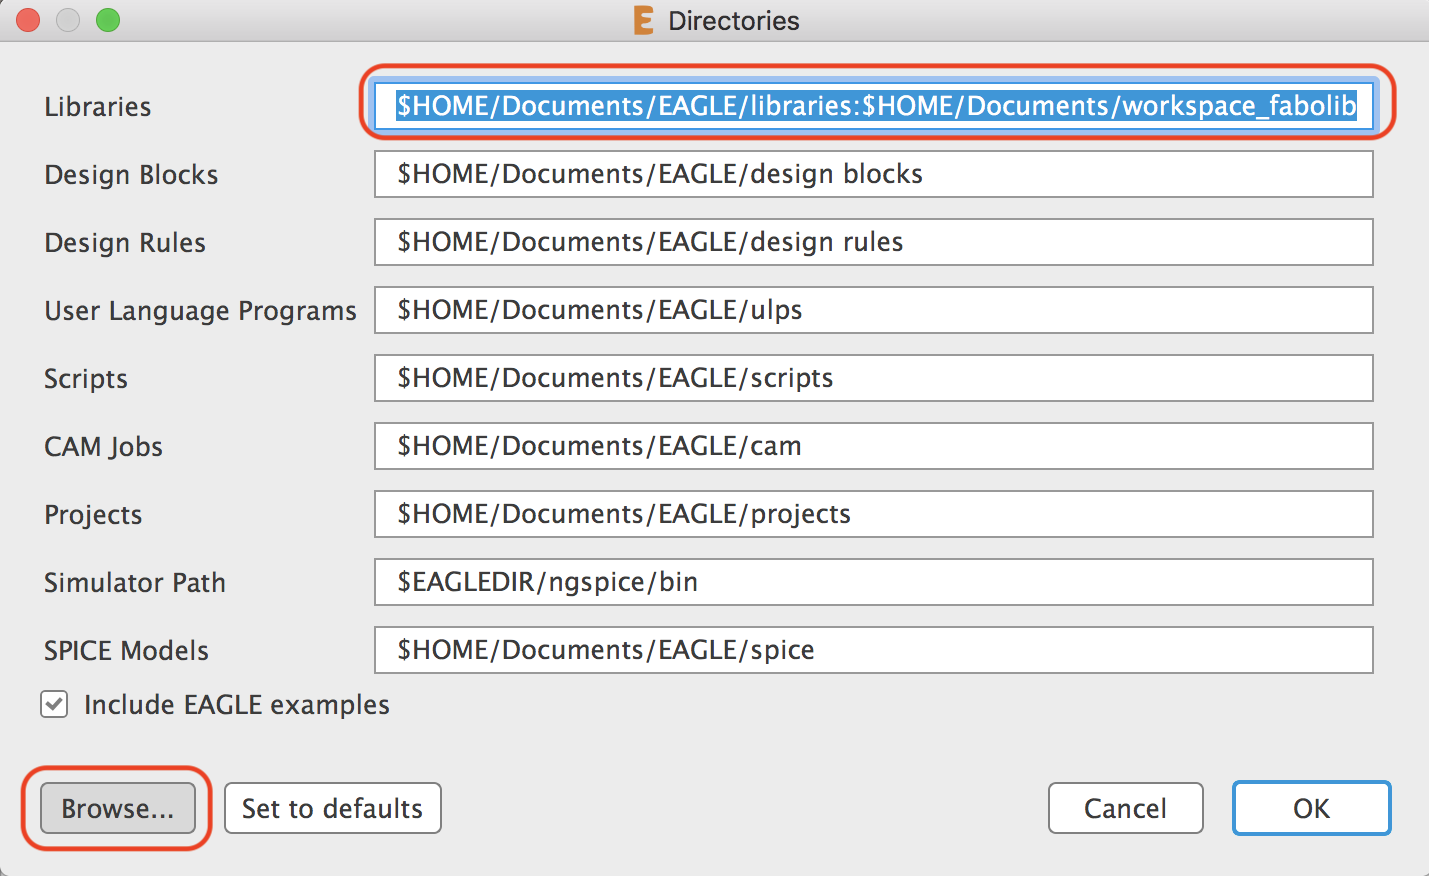 Directories
Libraries $HOME/Documents/EAGLE/libraries:$HOME/Documents/workspace_fabolib
Design Blocks $HOME/Documents/EAGLE/design blocks
Design Rules $HOME/Documents/EAGLE/design rules
User Language Programs $HOME/Documents/EAGLE/ulps
Scripts $HOME/Documents/EAGLE/scripts
CAM Jobs $HOME/Documents/EAGLE/cam
Projects $HOME/Documents/EAGLE/projects
Simulator Path $EAGLEDIR/ngspice/bin
SPICE Models $HOME/Documents/EAGLE/spice
Include EAGLE examples
Browse... Set to defaults Cancel OK